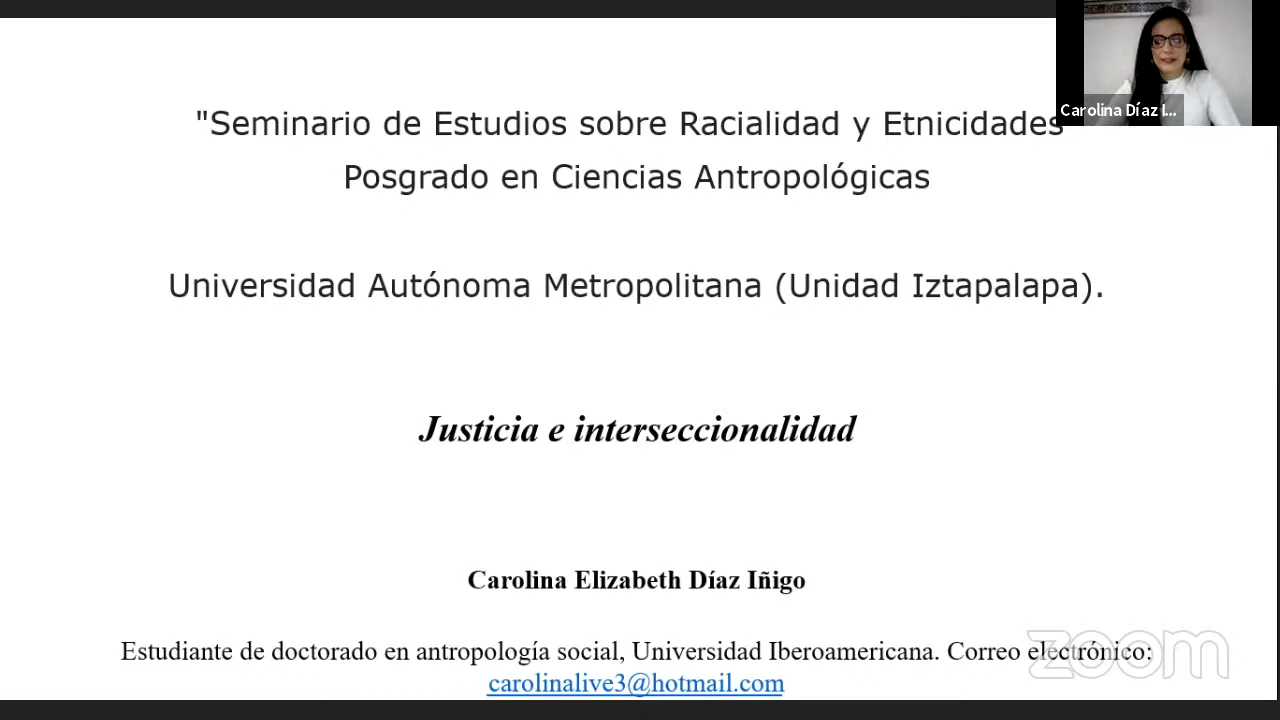 "Seminario de Estudios sobre Racialidad y Etnicidades
Posgrado en Ciencias Antropológicas
Universidad Autónoma Metropolitana (Unidad Iztapalapa).
Justicia e interseccionalidad
Carolina Elizabeth Díaz Iñigo
Estudiante de doctorado en antropología social, Universidad Iberoamericana. Correo electrónico:
carolinalive3@hotmail.com
Carolina Díaz I...
zoom